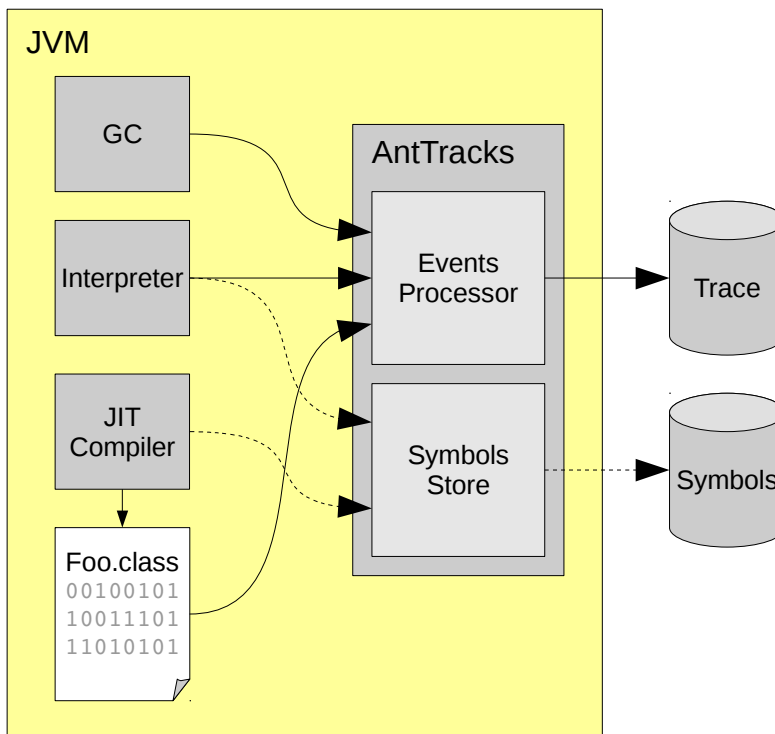 JVM
GC
Interpreter
JIT
Compiler
Foo.class
00100101
10011101
11010101
AntTracks
Events
Processor
Symbols
Store
Trace
Symbols